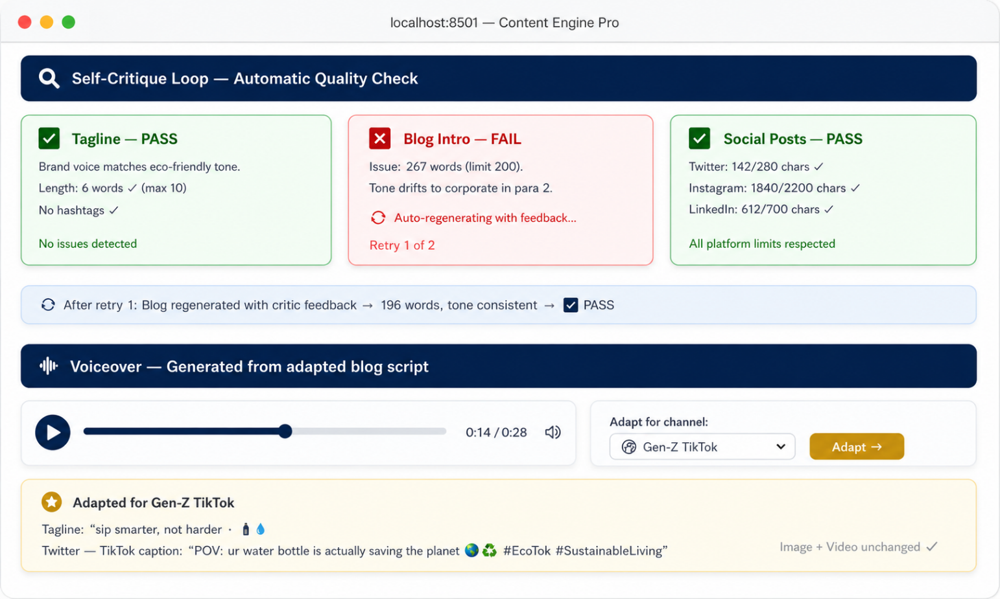 localhost:8501 — Content Engine Pro
Self-Critique Loop — Automatic Quality Check
Tagline — PASS
Brand voice matches eco-friendly tone.
Length: 6 words ✓ (max 10)
No hashtags ✓
No issues detected
Blog Intro — FAIL
Issue: 267 words (limit 200).
Tone drifts to corporate in para 2.
Auto-regenerating with feedback...
Retry 1 of 2
Social Posts — PASS
Twitter: 142/280 chars ✓
Instagram: 1840/2200 chars ✓
LinkedIn: 612/700 chars ✓
All platform limits respected
After retry 1: Blog regenerated with critic feedback → 196 words, tone consistent → ☑ PASS
Voiceover — Generated from adapted blog script
0:14 / 0:28
Adapt for channel:
Gen-Z TikTok
Adapt →
Adapted for Gen-Z TikTok
Tagline: “sip smarter, not harder · 💧
Twitter — TikTok caption: “POV: ur water bottle is actually saving the planet 🌎♻️ #EcoTok #SustainableLiving”
Image + Video unchanged ✓